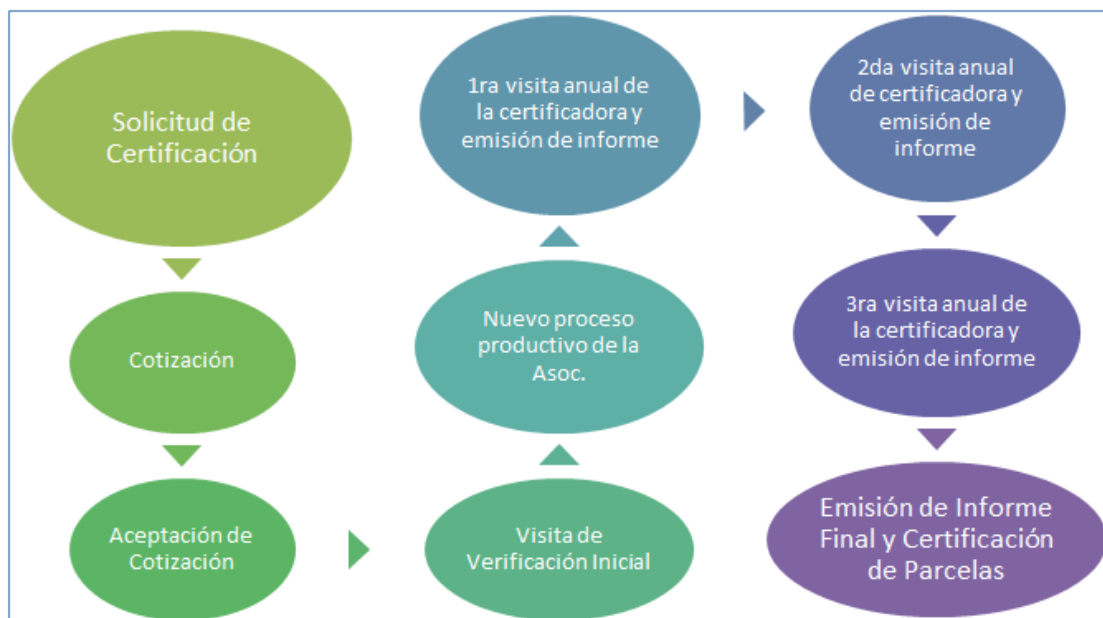 Solicitud de
Certificación
Cotización
Aceptación de
Cotización
Visita de
Verificación Inicial
Nuevo proceso
productivo de la
Asoc.
1ra visita anual de
la certificadora y
emisión de informe
2da visita anual
de certificadora y
emisión de
informe
3ra visita anual de
la certificadora y
emisión de informe
Emisión de Informe
Final y Certificación
de Parcelas